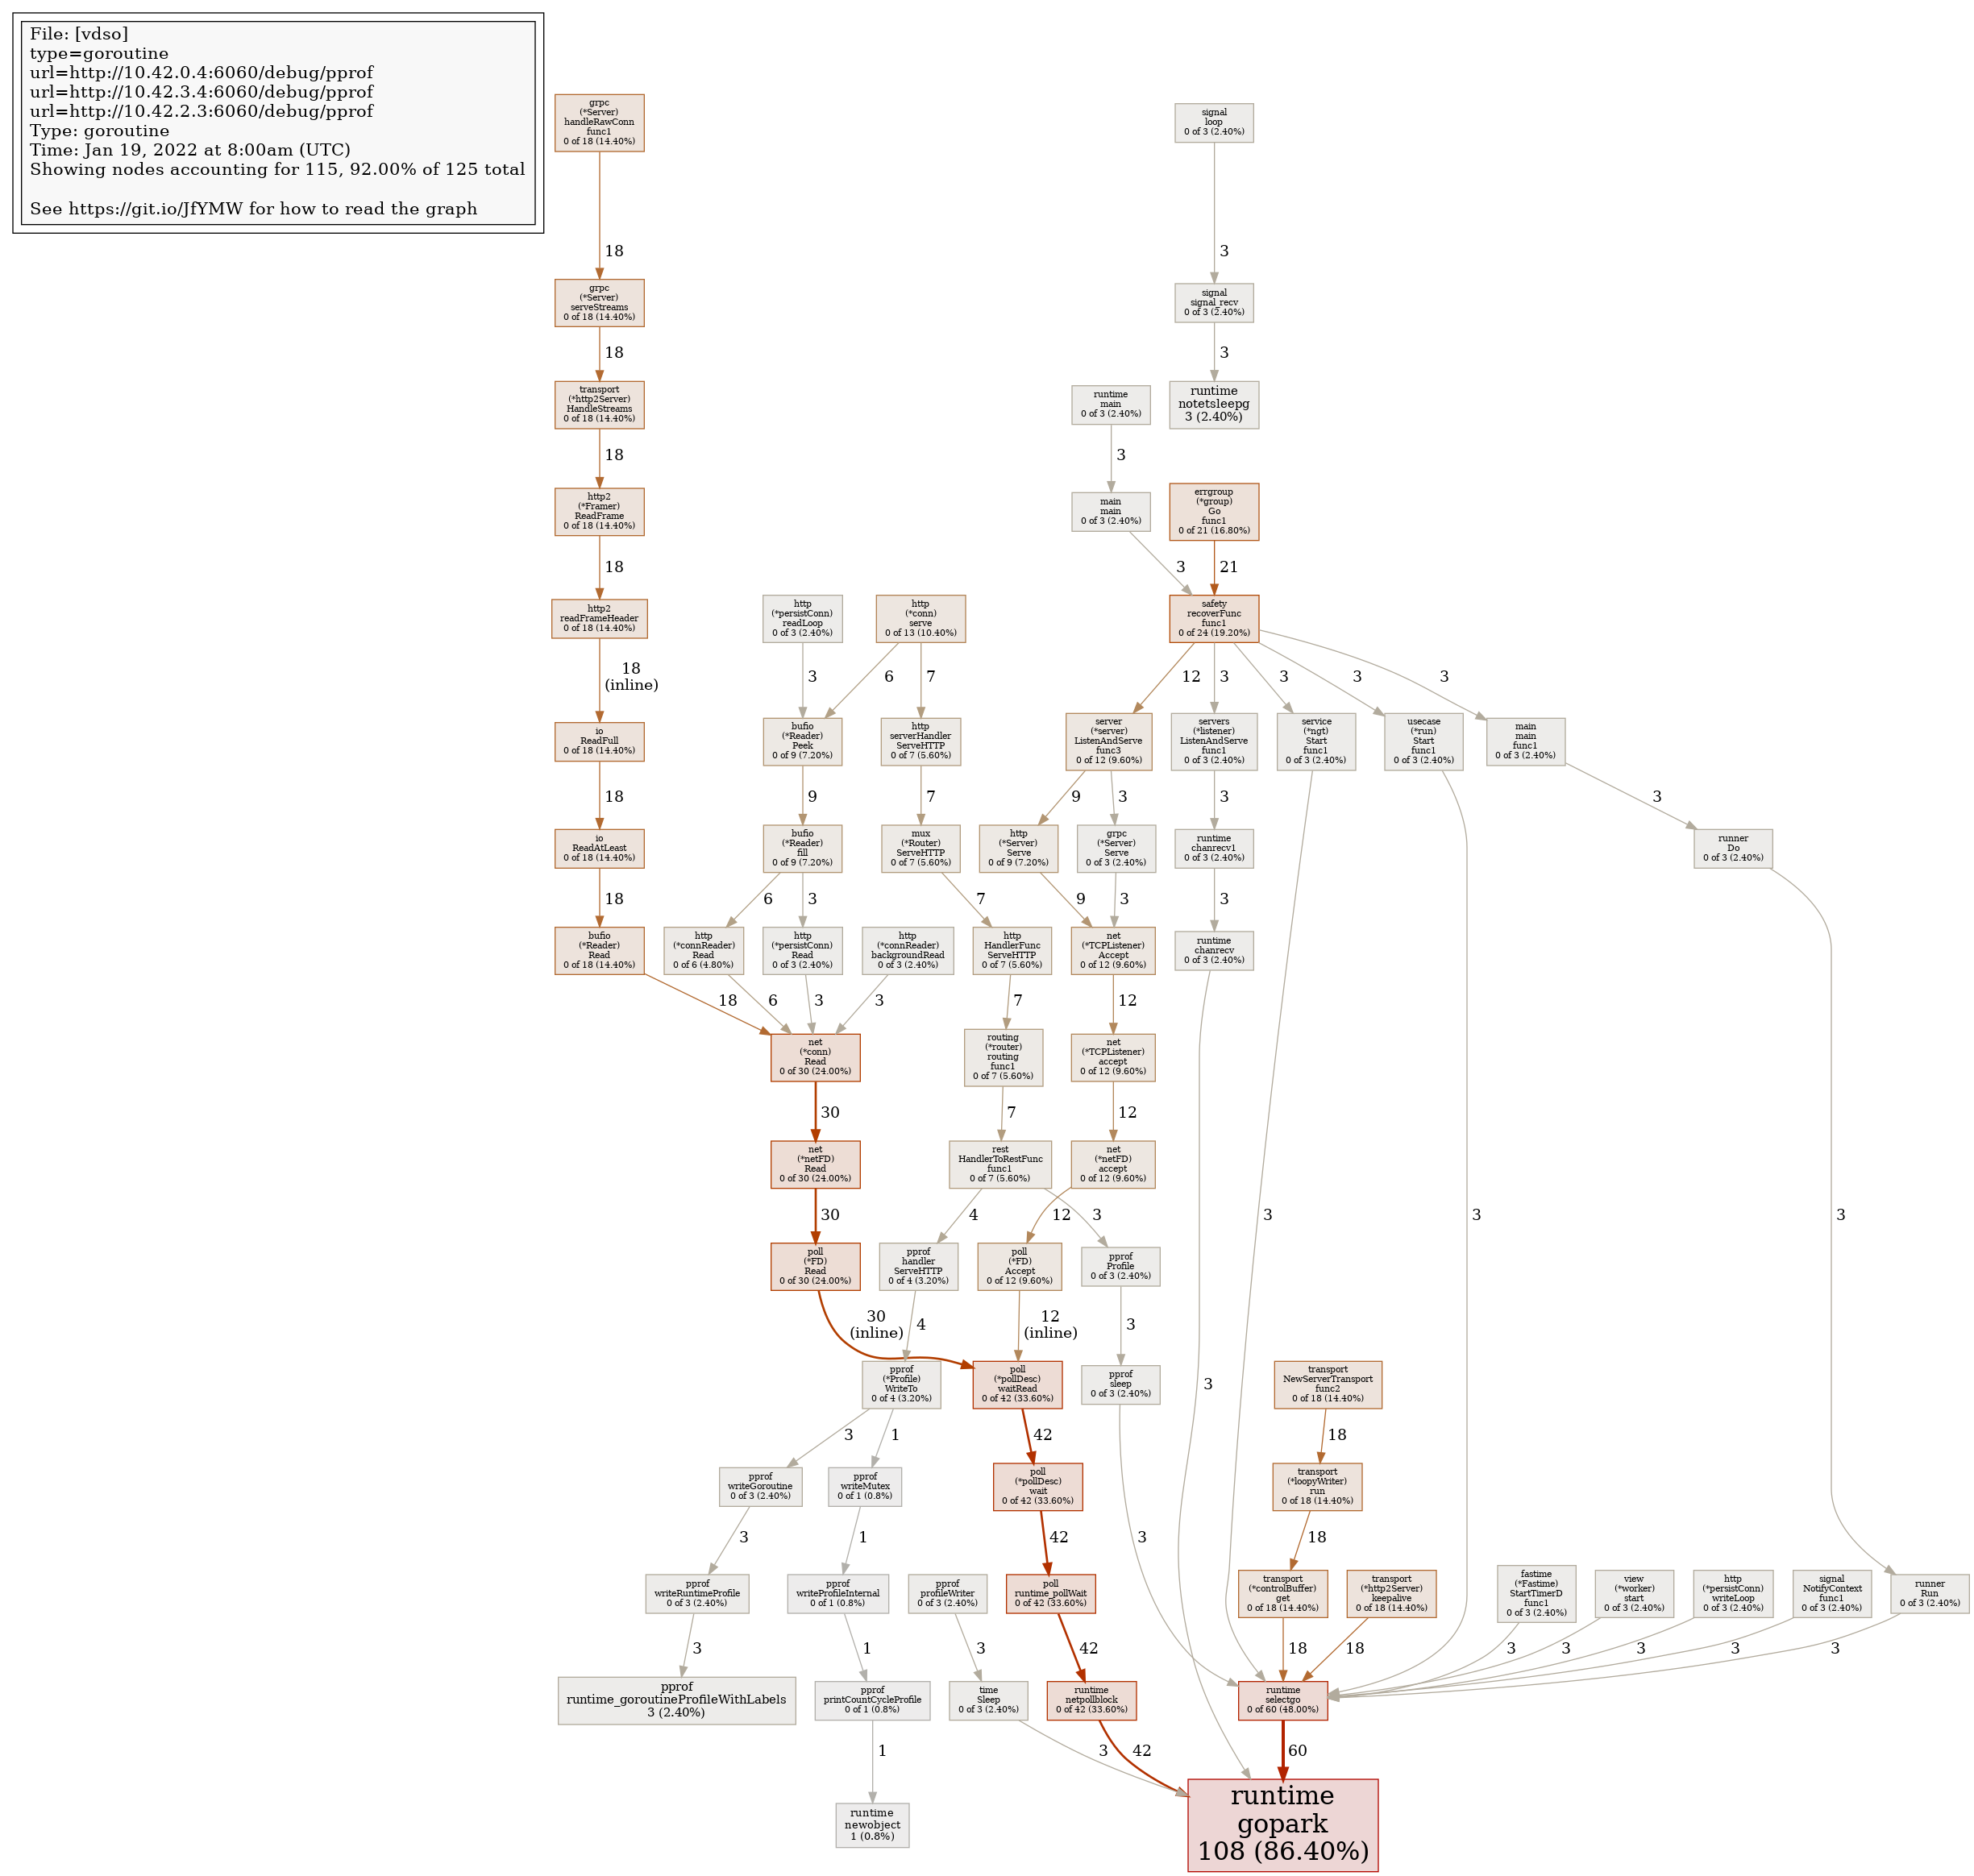 File: [vdso]
type=goroutine
url=http://10.42.0.4:6060/debug/pprof
url=http://10.42.3.4:6060/debug/pprof
url=http://10.42.2.3:6060/debug/pprof
Type: goroutine
Time: Jan 19, 2022 at 8:00am (UTC)
Showing nodes accounting for 115, 92.00% of 125 total
See https://git.io/JfYMW for how to read the graph
grpc
(*Server)
handleRawConn
func1
0 of 18 (14.40%)
signal
loop
0 of 3 (2.40%)
18
3
grpc
(*Server)
serveStreams
0 of 18 (14.40%)
signal
signal_recv
0 of 3 (2.40%)
18
3
transport
(*http2Server)
HandleStreams
0 of 18 (14.40%)
runtime
main
0 of 3 (2.40%)
runtime
notetsleepg
3 (2.40%)
18
3
http2
(*Framer)
ReadFrame
0 of 18 (14.40%)
main
main
0 of 3 (2.40%)
errgroup
(*group)
Go
func1
0 of 21 (16.80%)
18
3
21
http2
readFrameHeader
0 of 18 (14.40%)
http
(*persistConn)
readLoop
0 of 3 (2.40%)
http
(*conn)
serve
0 of 13 (10.40%)
safety
recoverFunc
func1
0 of 24 (19.20%)
18
(inline)
3
6
7
12
3
3
3
3
io
ReadFull
0 of 18 (14.40%)
bufio
(*Reader)
Peek
0 of 9 (7.20%)
http
serverHandler
ServeHTTP
0 of 7 (5.60%)
server
(*server)
ListenAndServe
func3
0 of 12 (9.60%)
servers
(*listener)
ListenAndServe
func1
0 of 3 (2.40%)
service
(*ngt)
Start
func1
0 of 3 (2.40%)
usecase
(*run)
Start
func1
0 of 3 (2.40%)
main
main
func1
0 of 3 (2.40%)
18
9
7
9
3
3
3
io
ReadAtLeast
0 of 18 (14.40%)
bufio
(*Reader)
fill
0 of 9 (7.20%)
mux
(*Router)
ServeHTTP
0 of 7 (5.60%)
http
(*Server)
Serve
0 of 9 (7.20%)
grpc
(*Server)
Serve
0 of 3 (2.40%)
runtime
chanrecv1
0 of 3 (2.40%)
runner
Do
0 of 3 (2.40%)
18
6
3
7
9
3
3
bufio
(*Reader)
Read
0 of 18 (14.40%)
http
(*connReader)
Read
0 of 6 (4.80%)
http
(*persistConn)
Read
0 of 3 (2.40%)
http
(*connReader)
backgroundRead
0 of 3 (2.40%)
http
HandlerFunc
ServeHTTP
0 of 7 (5.60%)
net
(*TCPListener)
Accept
0 of 12 (9.60%)
runtime
chanrecv
0 of 3 (2.40%)
18
6
3
3
7
12
net
(*conn)
Read
0 of 30 (24.00%)
routing
(*router)
routing
func1
0 of 7 (5.60%)
net
(*TCPListener)
accept
0 of 12 (9.60%)
30
7
12
net
(*netFD)
Read
0 of 30 (24.00%)
rest
HandlerToRestFunc
func1
0 of 7 (5.60%)
net
(*netFD)
accept
0 of 12 (9.60%)
30
4
12
3
3
3
3
poll
(*FD)
Read
0 of 30 (24.00%)
pprof
handler
ServeHTTP
0 of 4 (3.20%)
poll
(*FD)
Accept
0 of 12 (9.60%)
pprof
Profile
0 of 3 (2.40%)
30
(inline)
4
12
(inline)
3
pprof
(*Profile)
WriteTo
0 of 4 (3.20%)
poll
(*pollDesc)
waitRead
0 of 42 (33.60%)
pprof
sleep
0 of 3 (2.40%)
3
transport
NewServerTransport
func2
0 of 18 (14.40%)
3
1
42
18
pprof
writeGoroutine
0 of 3 (2.40%)
pprof
writeMutex
0 of 1 (0.8%)
poll
(*pollDesc)
wait
0 of 42 (33.60%)
transport
(*loopyWriter)
run
0 of 18 (14.40%)
3
1
42
3
18
pprof
writeRuntimeProfile
0 of 3 (2.40%)
pprof
writeProfileInternal
0 of 1 (0.8%)
pprof
profileWriter
0 of 3 (2.40%)
poll
runtime_pollWait
0 of 42 (33.60%)
transport
(*controlBuffer)
get
0 of 18 (14.40%)
transport
(*http2Server)
keepalive
0 of 18 (14.40%)
fastime
(*Fastime)
StartTimerD
func1
0 of 3 (2.40%)
view
(*worker)
start
0 of 3 (2.40%)
http
(*persistConn)
writeLoop
0 of 3 (2.40%)
signal
NotifyContext
func1
0 of 3 (2.40%)
runner
Run
0 of 3 (2.40%)
3
1
3
42
18
18
3
3
3
3
3
pprof
runtime_goroutineProfileWithLabels
3 (2.40%)
pprof
printCountCycleProfile
0 of 1 (0.8%)
time
Sleep
0 of 3 (2.40%)
runtime
netpollblock
0 of 42 (33.60%)
runtime
selectgo
0 of 60 (48.00%)
1
3
42
60
runtime
newobject
1 (0.8%)
runtime
gopark
108 (86.40%)